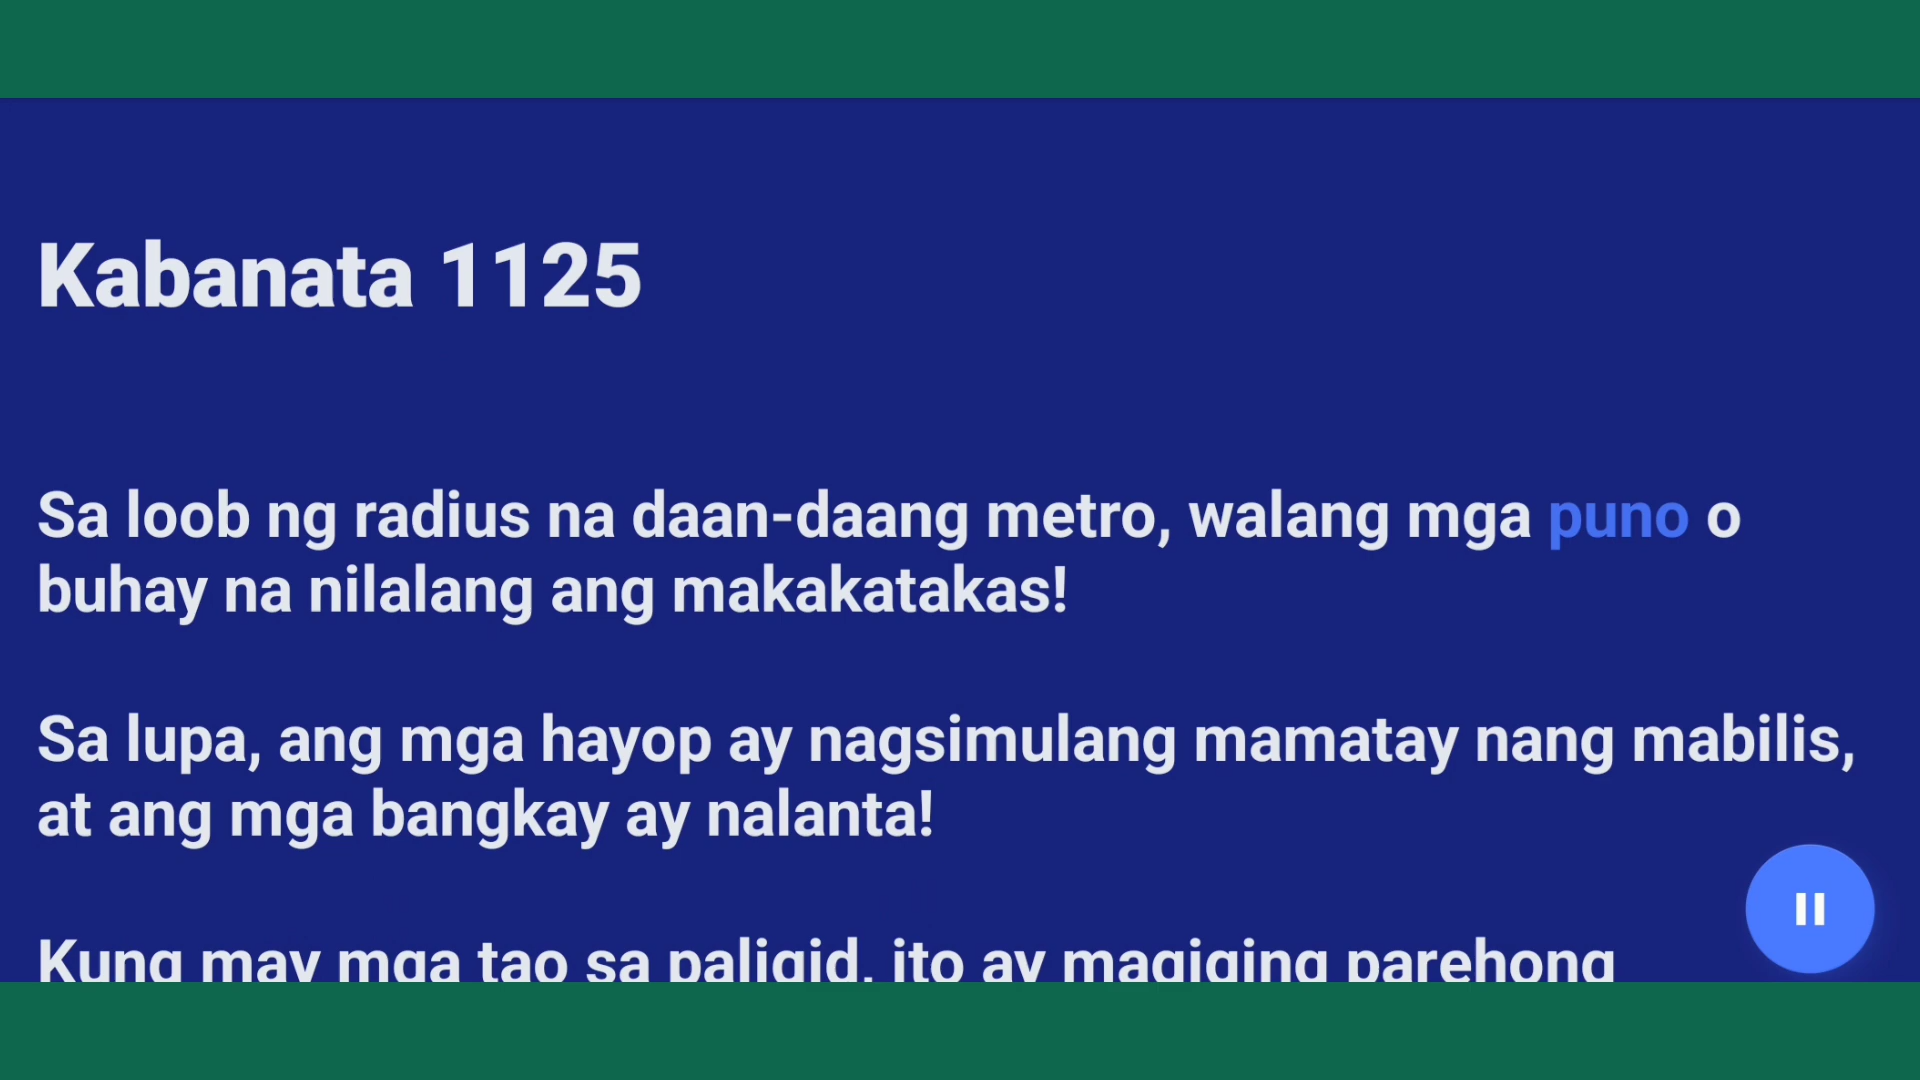 Kabanata 1125
Sa loob ng radius na daan-daang metro, walang mga puno o
buhay na nilalang ang makakatakas!
Sa lupa, ang mga hayop ay nagsimulang mamatay nang mabilis,
at ang mga bangkay ay nalanta!
Kung may mga tao sa paligid, ito ay magiging parehong